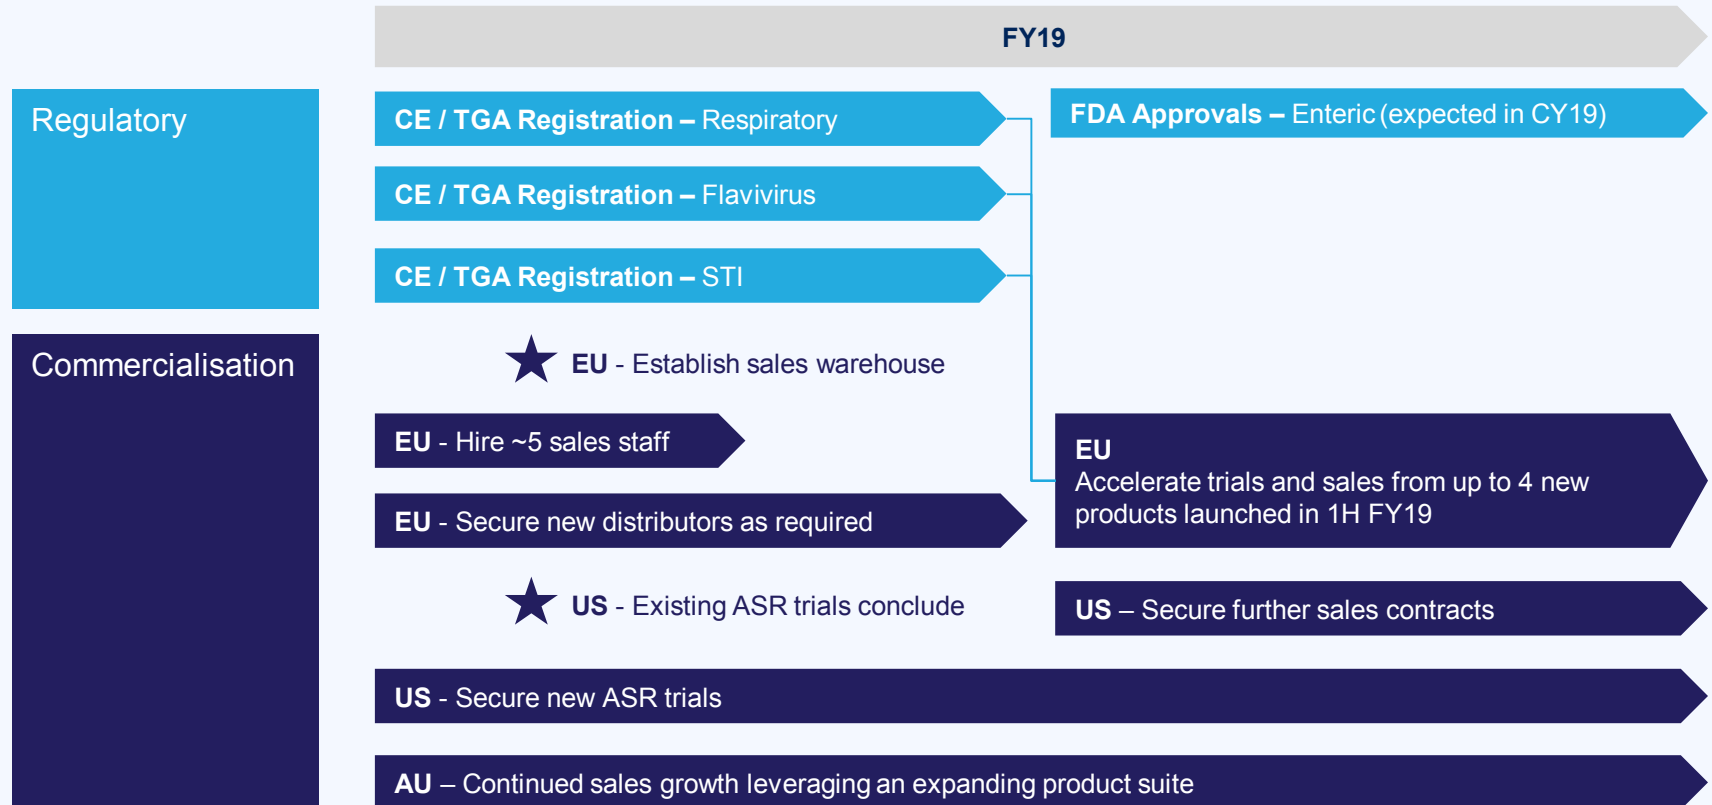 FY19
Regulatory
CE / TGA Registration – Respiratory
FDA Approvals – Enteric (expected in CY19)
CE / TGA Registration – Flavivirus
CE / TGA Registration – STI
Commercialisation
EU - Establish sales warehouse
EU - Hire ~5 sales staff
EU
Accelerate trials and sales from up to 4 new
products launched in 1H FY19
EU - Secure new distributors as required
US - Existing ASR trials conclude
US – Secure further sales contracts
US - Secure new ASR trials
AU – Continued sales growth leveraging an expanding product suite